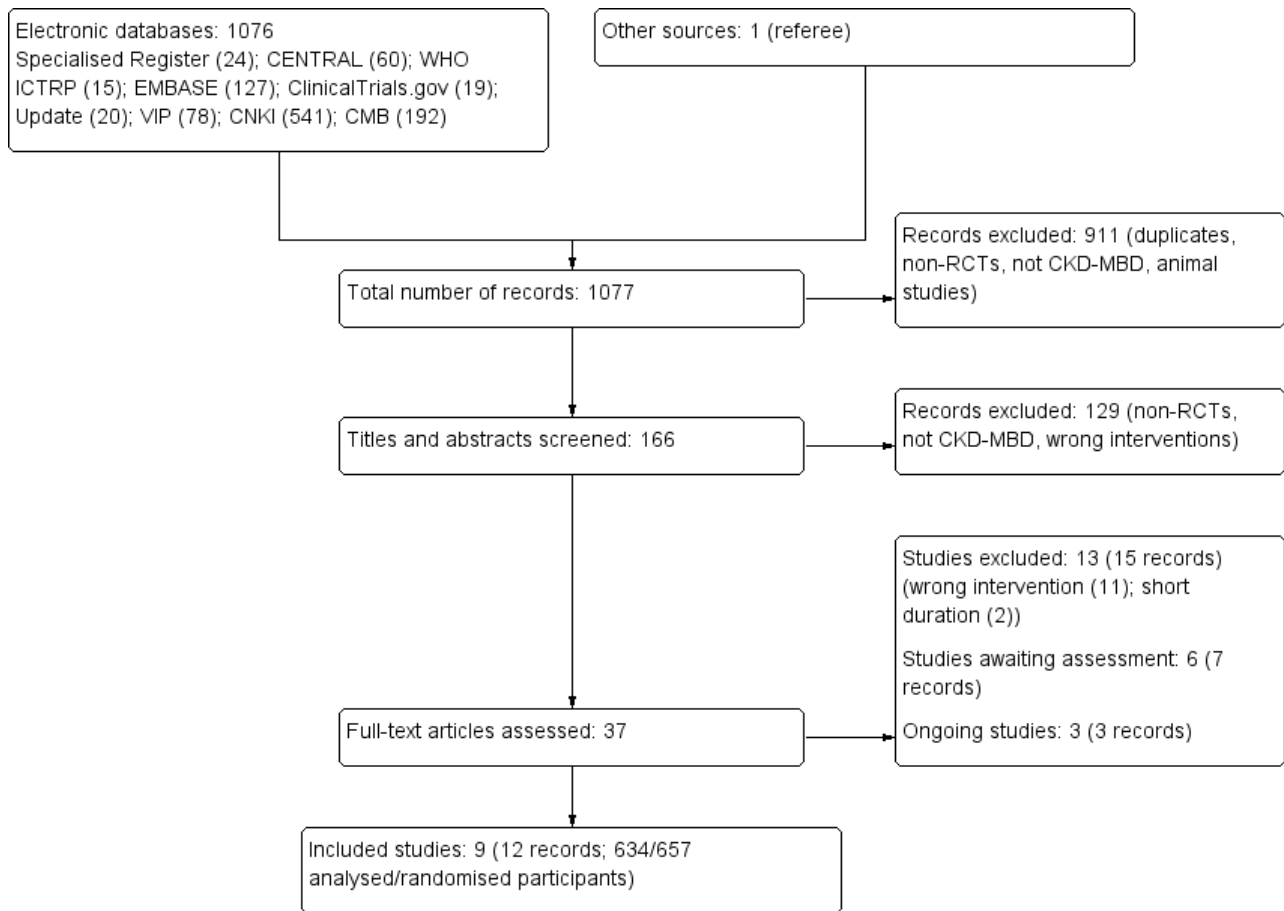 Electronic databases: 1076
Specialised Register (24); CENTRAL (60); WHO
ICTRP (15); EMBASE (127); ClinicalTrials.gov (19);
Update (20); VIP (78); CNKI (541); CMB (192)
Other sources: 1 (referee)
Total number of records: 1077
Records excluded: 911 (duplicates,
non-RCTs, not CKD-MBD, animal
studies)
Titles and abstracts screened: 166
Records excluded: 129 (non-RCTs,
not CKD-MBD, wrong interventions)
Full-text articles assessed: 37
Studies excluded: 13 (15 records)
(wrong intervention (11); short
duration (2))
Studies awaiting assessment: 6 (7
records)
Ongoing studies: 3 (3 records)
Included studies: 9 (12 records; 634/657
analysed/randomised participants)